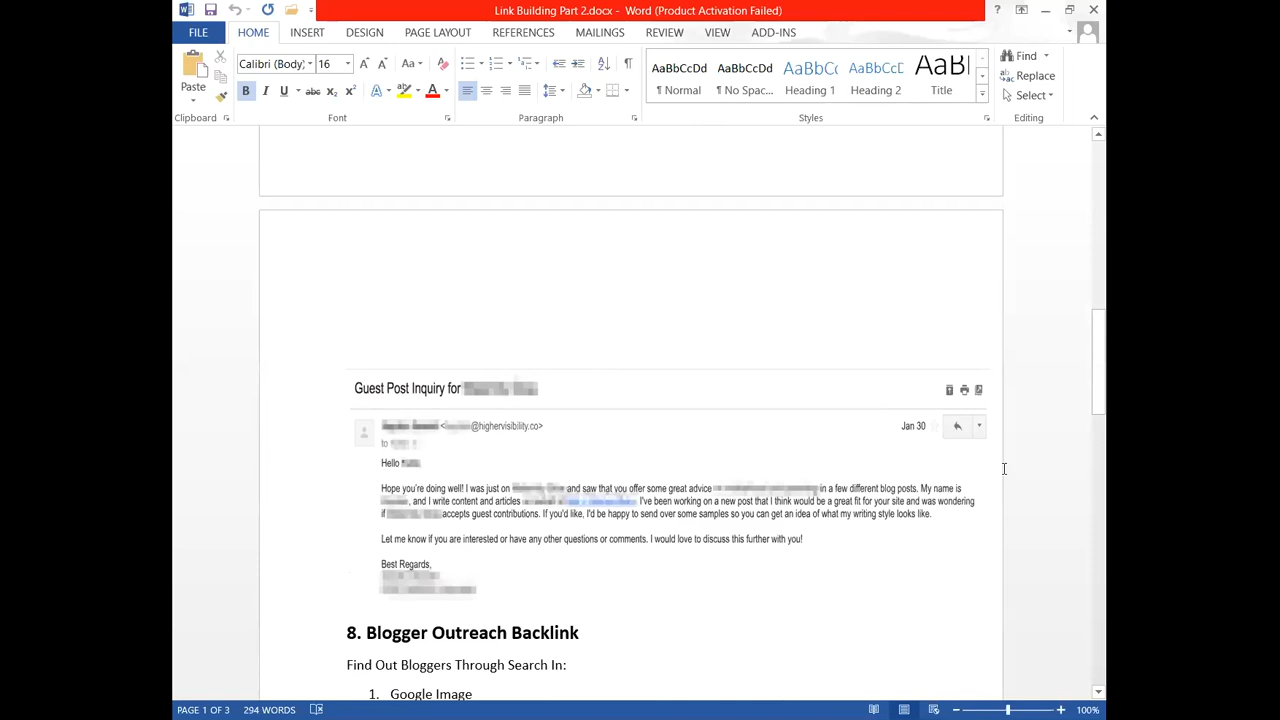 Link Building Part 2.docx - Word (Product Activation Failed)
FILE HOME INSERT DESIGN PAGE LAYOUT REFERENCES MAILINGS REVIEW VIEW ADD-INS
Calibri (Body) 16
Paste
AaBbCcDd AaBbCcDd AaBbCc AaBbCcD AaBl
¶ Normal ¶ No Spac... Heading 1 Heading 2 Title
Find
Replace
Select
Clipboard Font Paragraph Styles Editing
Guest Post Inquiry for
@highervisibility.co>
Jan 30
to
Hello
Hope you're doing well! I was just on and saw that you offer some great advice in a few different blog posts. My name is
, and I write content and articles I've been working on a new post that I think would be a great fit for your site and was wondering
if accepts guest contributions. If you'd like, I'd be happy to send over some samples so you can get an idea of what my writing style looks like.
Let me know if you are interested or have any other questions or comments. I would love to discuss this further with you!
Best Regards,
8. Blogger Outreach Backlink
Find Out Bloggers Through Search In:
1. Google Image
PAGE 1 OF 3 294 WORDS 100%